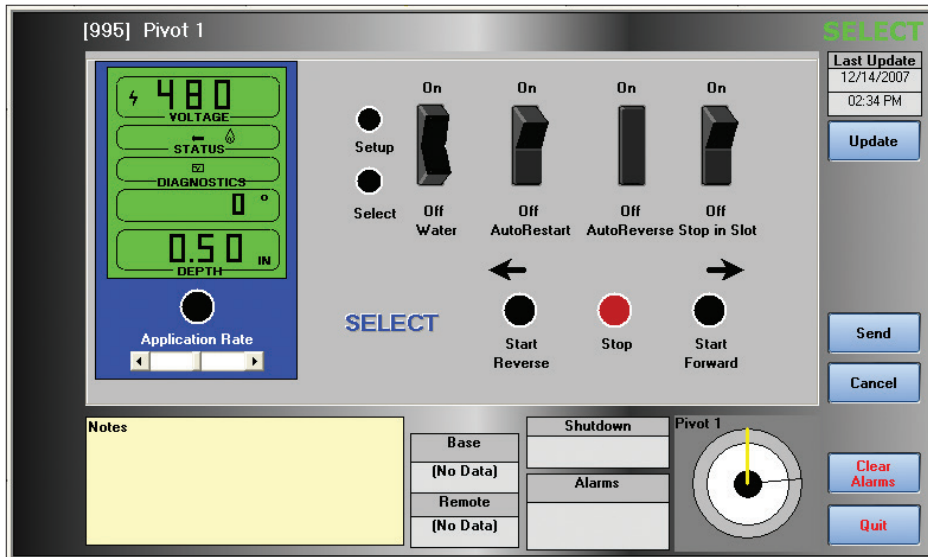 [995] Pivot 1
SELECT
Last Update
12/14/2007
02:34 PM
Update
480
VOLTAGE
STATUS
DIAGNOSTICS
0 °
0.50 IN
DEPTH
Application Rate
Setup
Select
On On On On
Off Off Off Off
Water AutoRestart AutoReverse Stop in Slot
SELECT
Start Reverse
Stop
Start Forward
Send
Cancel
Notes
Base
(No Data)
Remote
(No Data)
Shutdown
Alarms
Pivot 1
Clear
Alarms
Quit